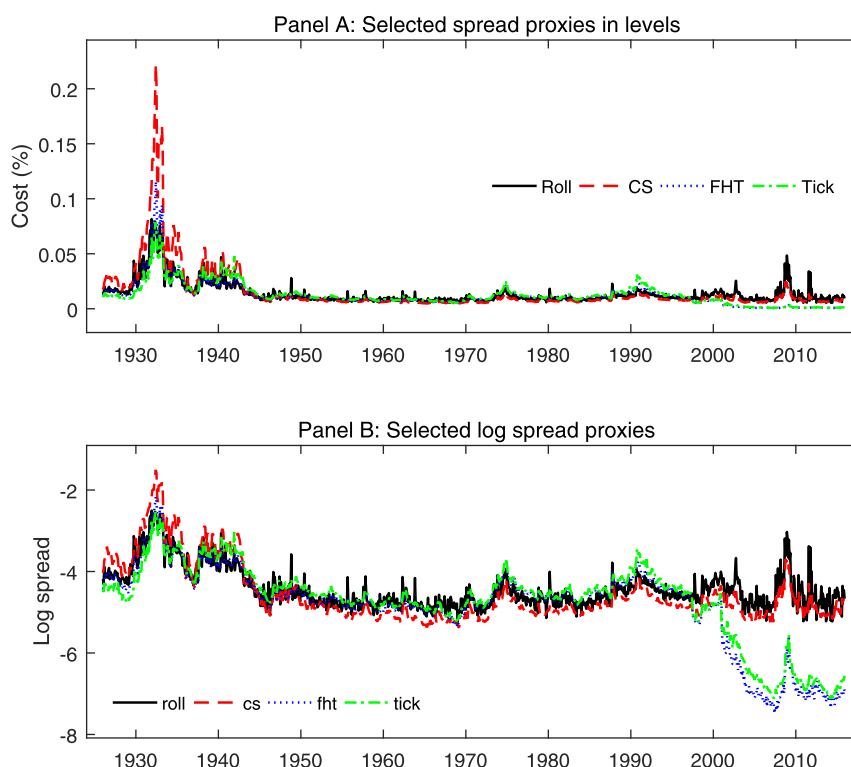 Panel A: Selected spread proxies in levels
0.2
0.15
0.1
0.05
0
Cost (%)
Roll CS FHT Tick
1930 1940 1950 1960 1970 1980 1990 2000 2010
Panel B: Selected log spread proxies
-2
-4
-6
-8
Log spread
roll cs fht tick
1930 1940 1950 1960 1970 1980 1990 2000 2010